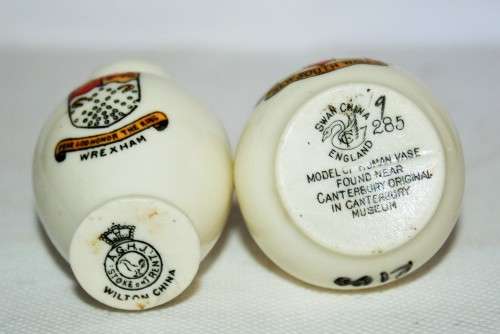 FEAR GOD HONOR THE KING
WREXHAM
A.G.H.J.
STOKE ON TRENT
WILTON CHINA
SWAN CHINA
ENGLAND
9
285
MODEL OF ROMAN VASE
FOUND NEAR
CANTERBURY ORIGINAL
IN CANTERBURY
MUSEUM